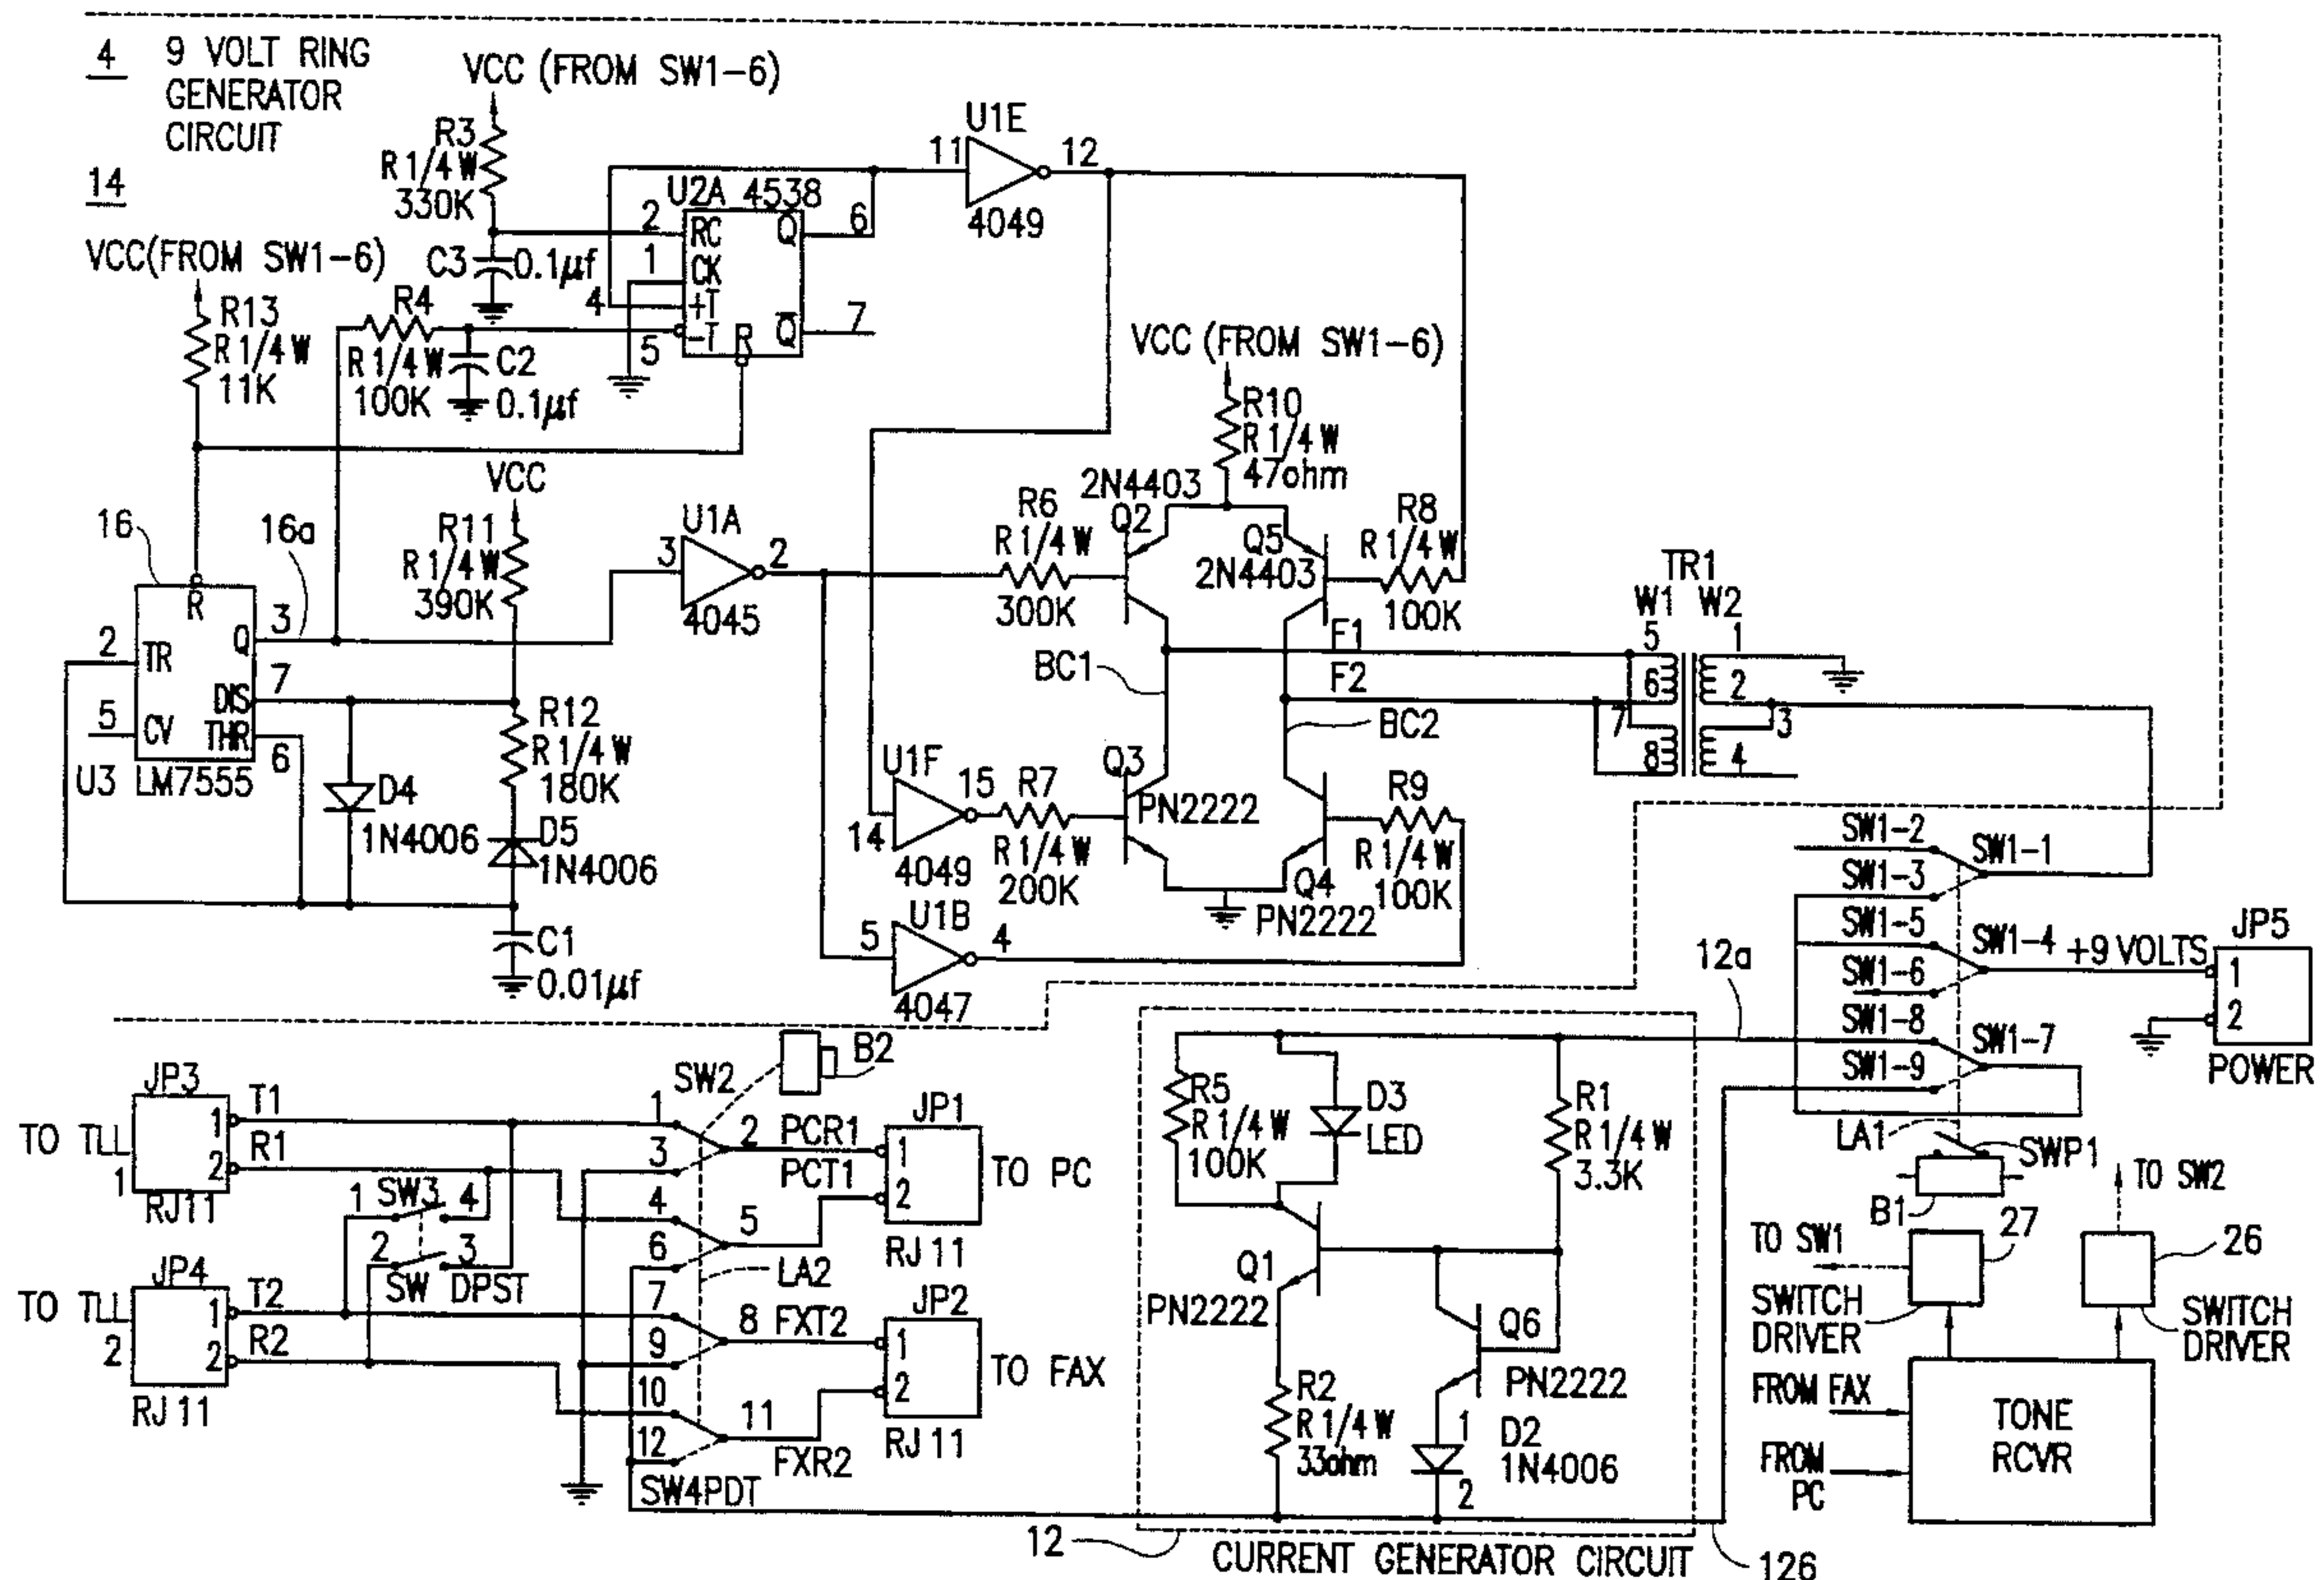 4
9 VOLT RING
GENERATOR
CIRCUIT
14
VCC (FROM SW1-6)
R3
R 1/4 W
330K
C3
0.1µf
U2A 4538
2
1
4
5
RC
CK
+T
-T
R
Q
Q̅
6
7
U1E
11
12
4049
VCC(FROM SW1-6)
R13
R 1/4 W
11K
R4
R 1/4 W
100K
C2
0.1µf
VCC (FROM SW1-6)
R10
R 1/4 W
47ohm
VCC
R11
R 1/4 W
390K
16
16a
R
2
TR
5
CV
Q
3
DIS
7
THR
6
U3
LM7555
D4
1N4006
R12
R 1/4 W
180K
D5
1N4006
C1
0.01µf
U1A
3
2
4045
R6
R 1/4 W
300K
2N4403
Q2
Q5
2N4403
R8
R 1/4 W
100K
F1
F2
BC1
BC2
TR1
W1
W2
5
6
7
8
1
2
3
4
U1F
14
15
4049
R7
R 1/4 W
200K
Q3
PN2222
Q4
PN2222
R9
R 1/4 W
100K
U1B
5
4
4047
SW1-2
SW1-1
SW1-3
SW1-5
SW1-4
SW1-6
SW1-8
SW1-7
SW1-9
+9 VOLTS
JP5
1
2
POWER
12a
LA1
SWP1
B1
TO SW2
TO SW1
27
26
SWITCH
DRIVER
SWITCH
DRIVER
FROM FAX
FROM
PC
TONE
RCVR
JP3
1
2
TO TLL
1
RJ11
T1
R1
SW3
1
4
2
3
SW
DPST
JP4
1
2
TO TLL
2
RJ 11
T2
R2
SW2
B2
1
2
3
4
5
6
7
8
9
10
11
12
LA2
SW4PDT
PCR1
PCT1
FXT2
FXR2
JP1
1
2
TO PC
RJ 11
JP2
1
2
TO FAX
RJ 11
R5
R 1/4 W
100K
D3
LED
R1
R 1/4 W
3.3K
Q1
PN2222
Q6
PN2222
R2
R 1/4 W
33ohm
1
D2
1N4006
2
12
CURRENT GENERATOR CIRCUIT
126